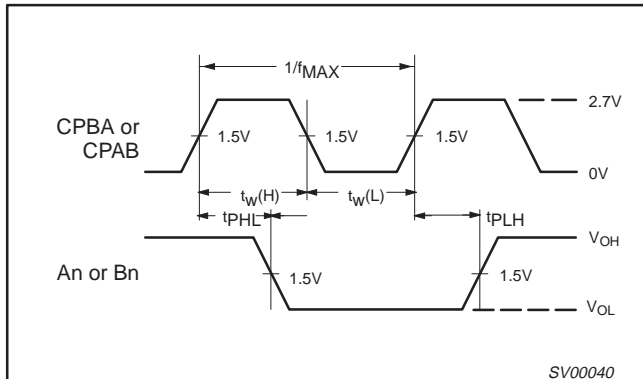 1/fMAX
2.7V
CPBA or
CPAB
1.5V
1.5V
1.5V
0V
tw(H)
tw(L)
tPHL
tPLH
VOH
An or Bn
1.5V
1.5V
VOL
SV00040